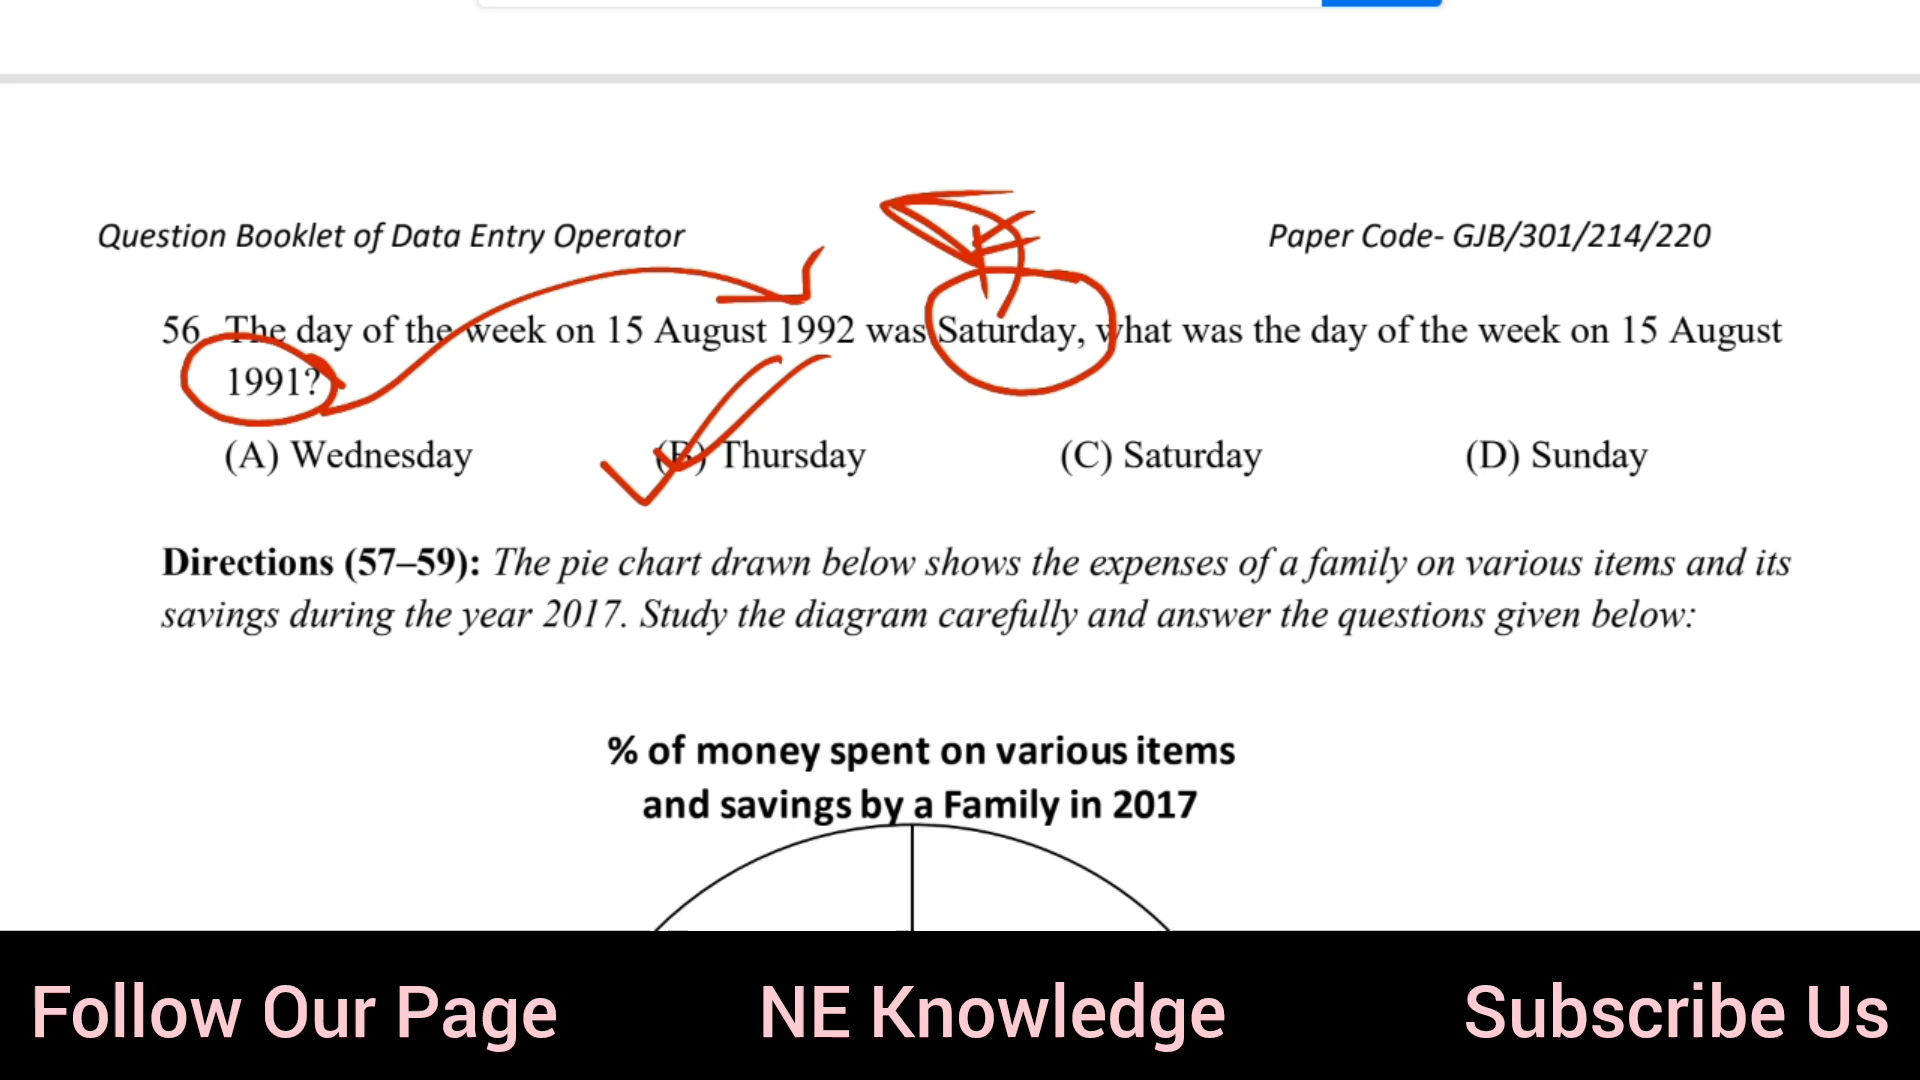 Question Booklet of Data Entry Operator
Paper Code- GJB/301/214/220
56. The day of the week on 15 August 1992 was Saturday, what was the day of the week on 15 August
1991?
(A) Wednesday (B) Thursday (C) Saturday (D) Sunday
Directions (57–59): The pie chart drawn below shows the expenses of a family on various items and its
savings during the year 2017. Study the diagram carefully and answer the questions given below:
% of money spent on various items
and savings by a Family in 2017
Follow Our Page NE Knowledge Subscribe Us